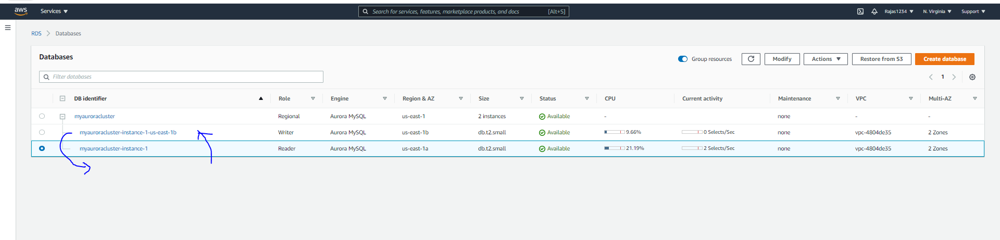 aws Services Search for services, features, marketplace products, and docs [Alt+S] Rajas1234 N. Virginia Support
RDS Databases
Databases Group resources Modify Actions Restore from S3 Create database
Filter databases 1
DB identifier Role Engine Region & AZ Size Status CPU Current activity Maintenance VPC Multi-AZ
myauroracluster Regional Aurora MySQL us-east-1 2 instances Available - none - -
myauroracluster-instance-1-us-east-1b Writer Aurora MySQL us-east-1b db.t2.small Available 9.66% 0 Selects/Sec none vpc-4804de35 2 Zones
myauroracluster-instance-1 Reader Aurora MySQL us-east-1a db.t2.small Available 21.19% 2 Selects/Sec none vpc-4804de35 2 Zones